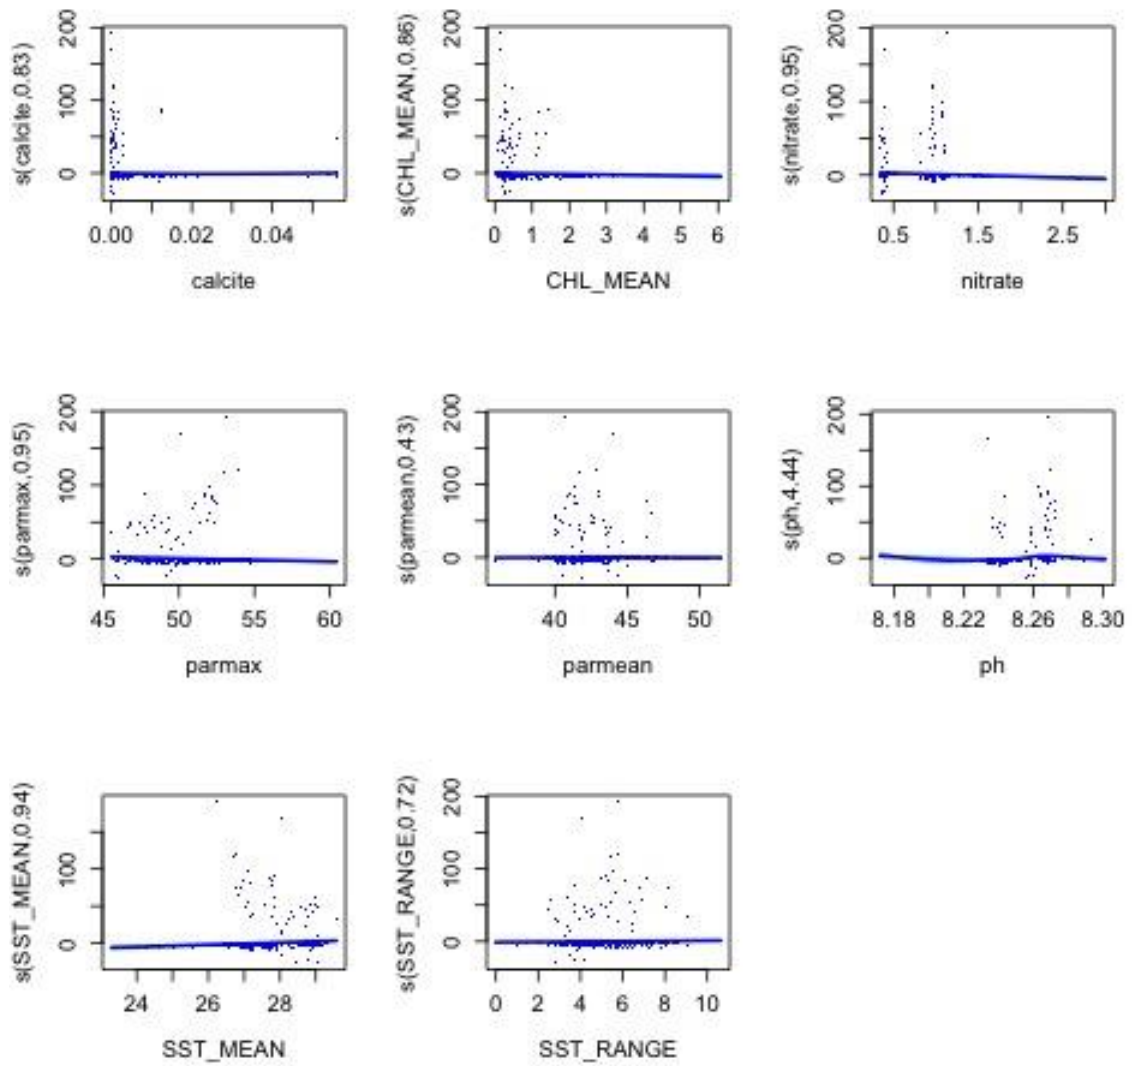 s(calcite,0.83)
200
100
0
0.00 0.02 0.04
calcite
s(CHL_MEAN,0.86)
200
100
0
0 1 2 3 4 5 6
CHL_MEAN
s(nitrate,0.95)
200
100
0
0.5 1.5 2.5
nitrate
s(parmax,0.95)
200
100
0
45 50 55 60
parmax
s(parmean,0.43)
200
100
0
40 45 50
parmean
s(ph,4.44)
200
100
0
8.18 8.22 8.26 8.30
ph
s(SST_MEAN,0.94)
100
0
24 26 28
SST_MEAN
s(SST_RANGE,0.72)
200
100
0
0 2 4 6 8 10
SST_RANGE